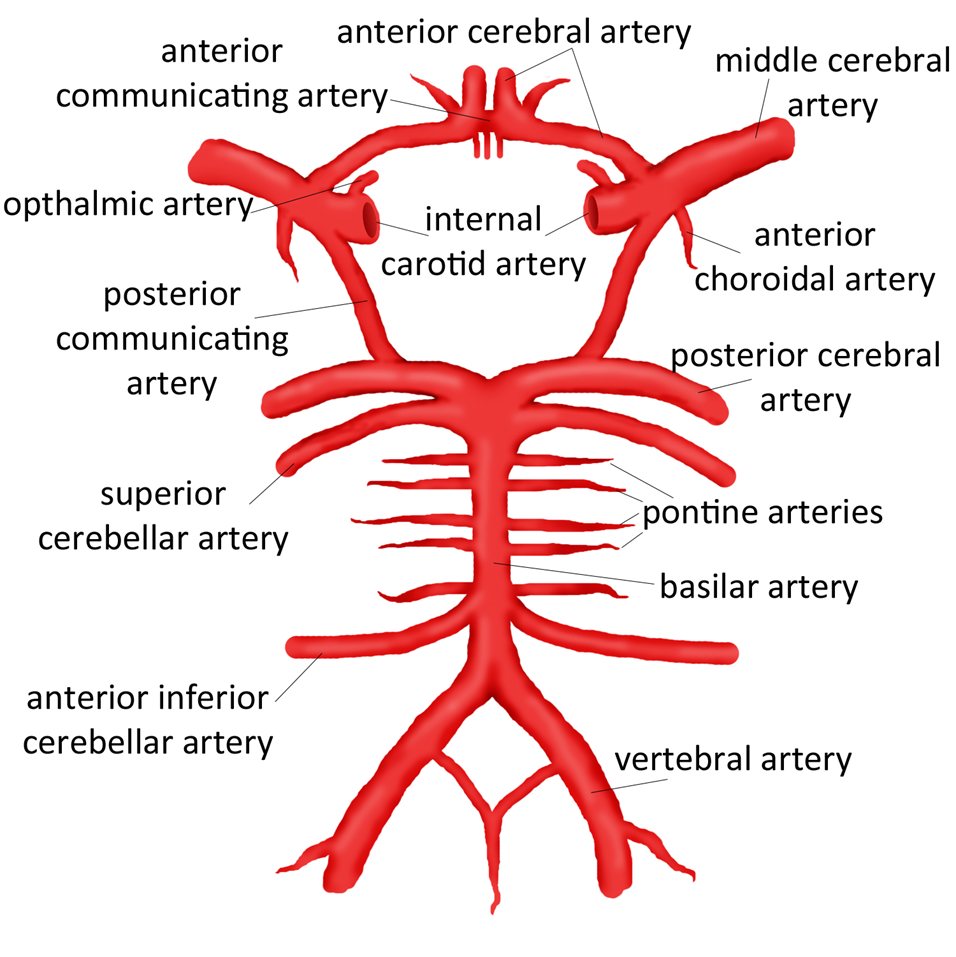 anterior cerebral artery
anterior
communicating artery
middle cerebral
artery
opthalmic artery
internal
carotid artery
anterior
choroidal artery
posterior
communicating
artery
posterior cerebral
artery
superior
cerebellar artery
pontine arteries
basilar artery
anterior inferior
cerebellar artery
vertebral artery